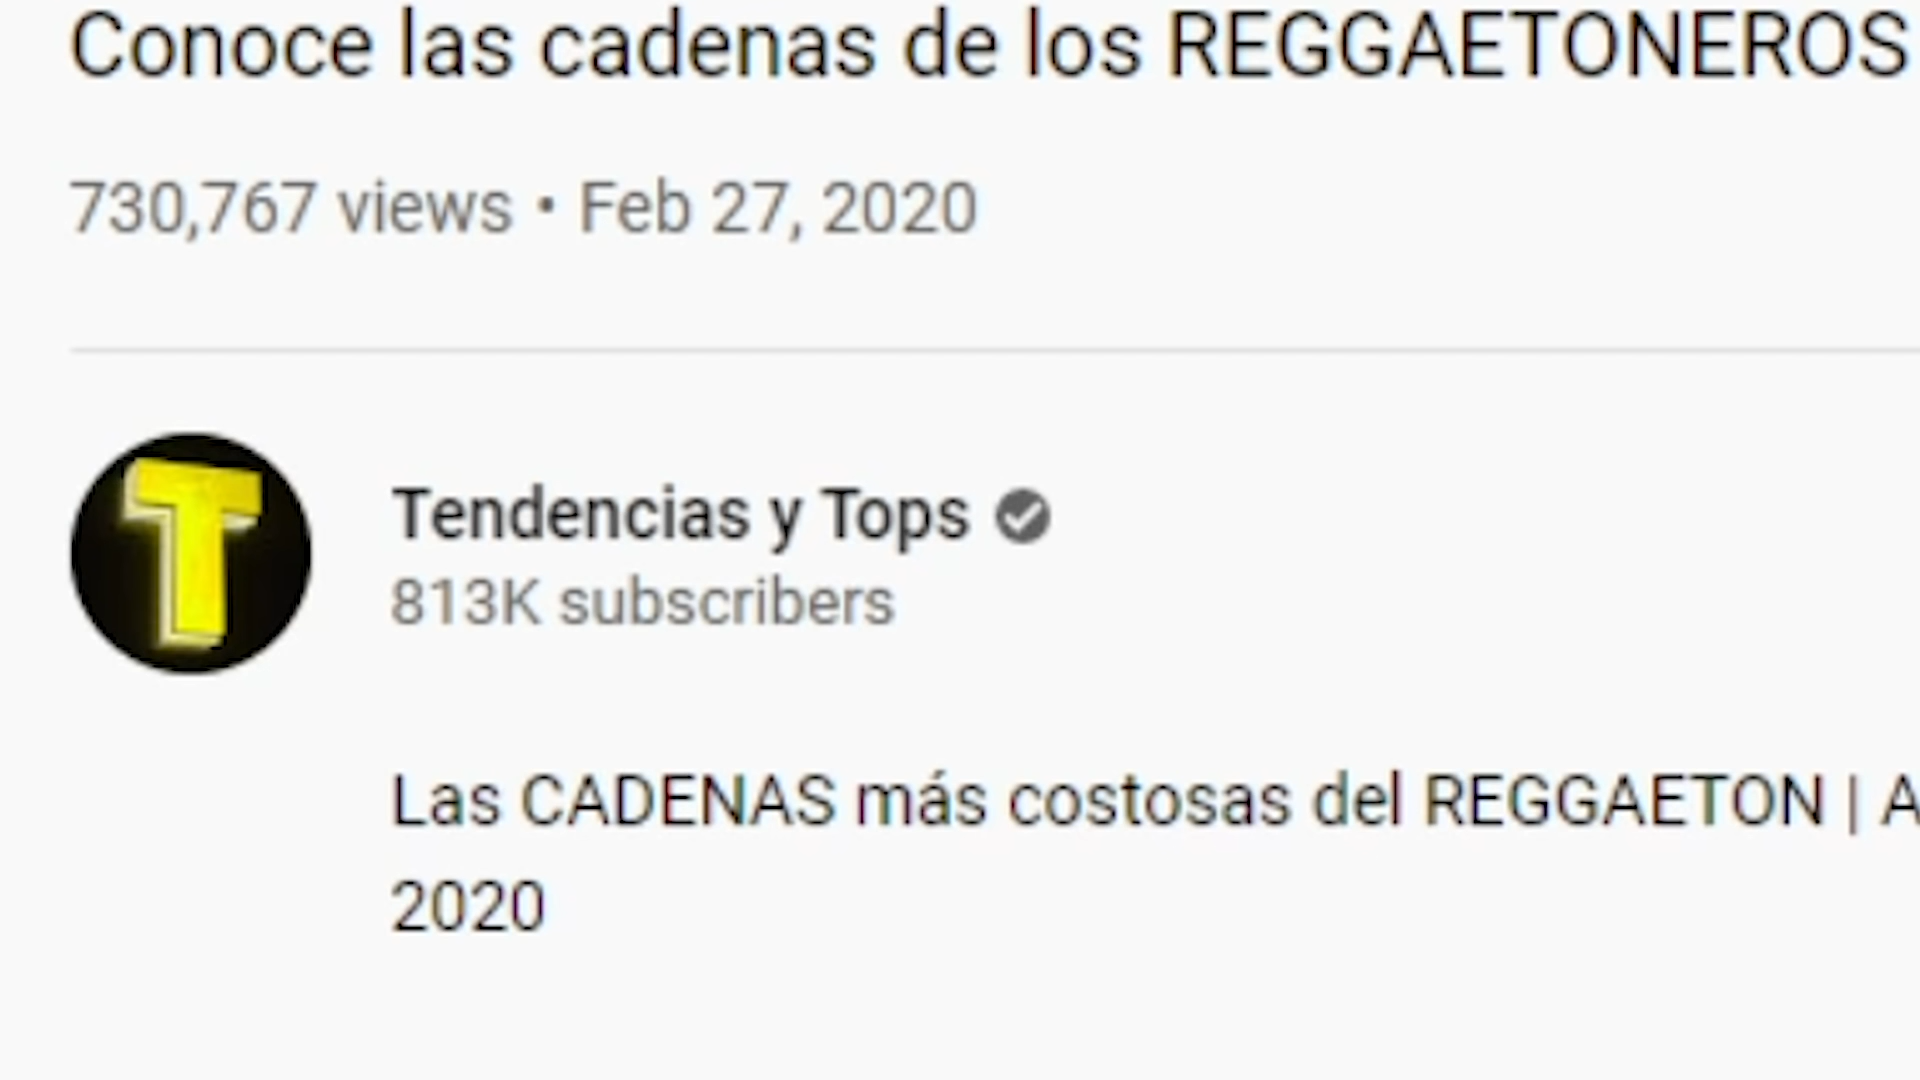 Conoce las cadenas de los REGGAETONEROS
730,767 views • Feb 27, 2020
T
Tendencias y Tops
813K subscribers
Las CADENAS más costosas del REGGAETON | A
2020